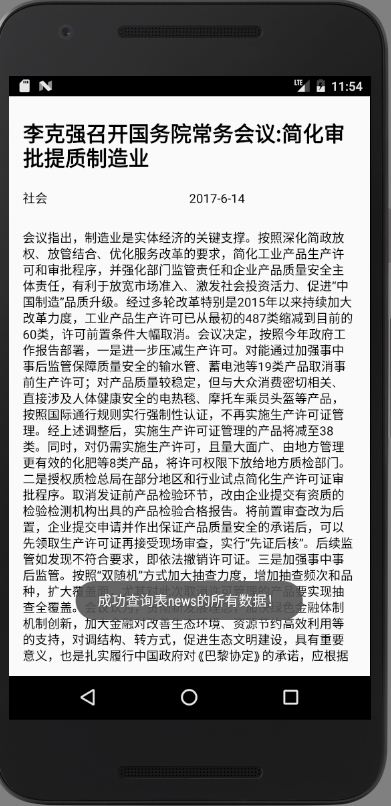 LTE 11:54
李克强召开国务院常务会议:简化审
批提质制造业
社会 2017-6-14
会议指出，制造业是实体经济的关键支撑。按照深化简政放
权、放管结合、优化服务改革的要求，简化工业产品生产许
可和审批程序，并强化部门监管责任和企业产品质量安全主
体责任，有利于放宽市场准入、激发社会投资活力、促进“中
国制造”品质升级。经过多轮改革特别是2015年以来持续加大
改革力度，工业产品生产许可已从最初的487类缩减到目前的
60类，许可前置条件大幅取消。会议决定，按照今年政府工
作报告部署，一是进一步压减生产许可。对能通过加强事中
事后监管保障质量安全的输水管、蓄电池等19类产品取消事
前生产许可；对产品质量较稳定，但与大众消费密切相关、
直接涉及人体健康安全的电热毯、摩托车乘员头盔等产品，
按照国际通行规则实行强制性认证，不再实施生产许可证管
理。经上述调整后，实施生产许可证管理的产品将减至38
类。同时，对仍需实施生产许可，且量大面广、由地方管理
更有效的化肥等8类产品，将许可权限下放给地方质检部门。
二是授权质检总局在部分地区和行业试点简化生产许可证审
批程序。取消发证前产品检验环节，改由企业提交有资质的
检验检测机构出具的产品检验合格报告。将前置审查改为后
置，企业提交申请并作出保证产品质量安全的承诺后，可以
先领取生产许可证再接受现场审查，实行“先证后核”。后续监
管如发现不符合要求，即依法撤销许可证。三是加强事中事
后监管。按照“双随机”方式加大抽查力度，增加抽查频次和品
种，扩大覆盖 要实现抽
成功查询表news的所有数据！
查全覆盖。 金融体制
机制创新，加大金融对改善生态环境、资源节约高效利用等
的支持，对调结构、转方式，促进生态文明建设，具有重要
意义，也是扎实履行中国政府对《巴黎协定》的承诺，应根据